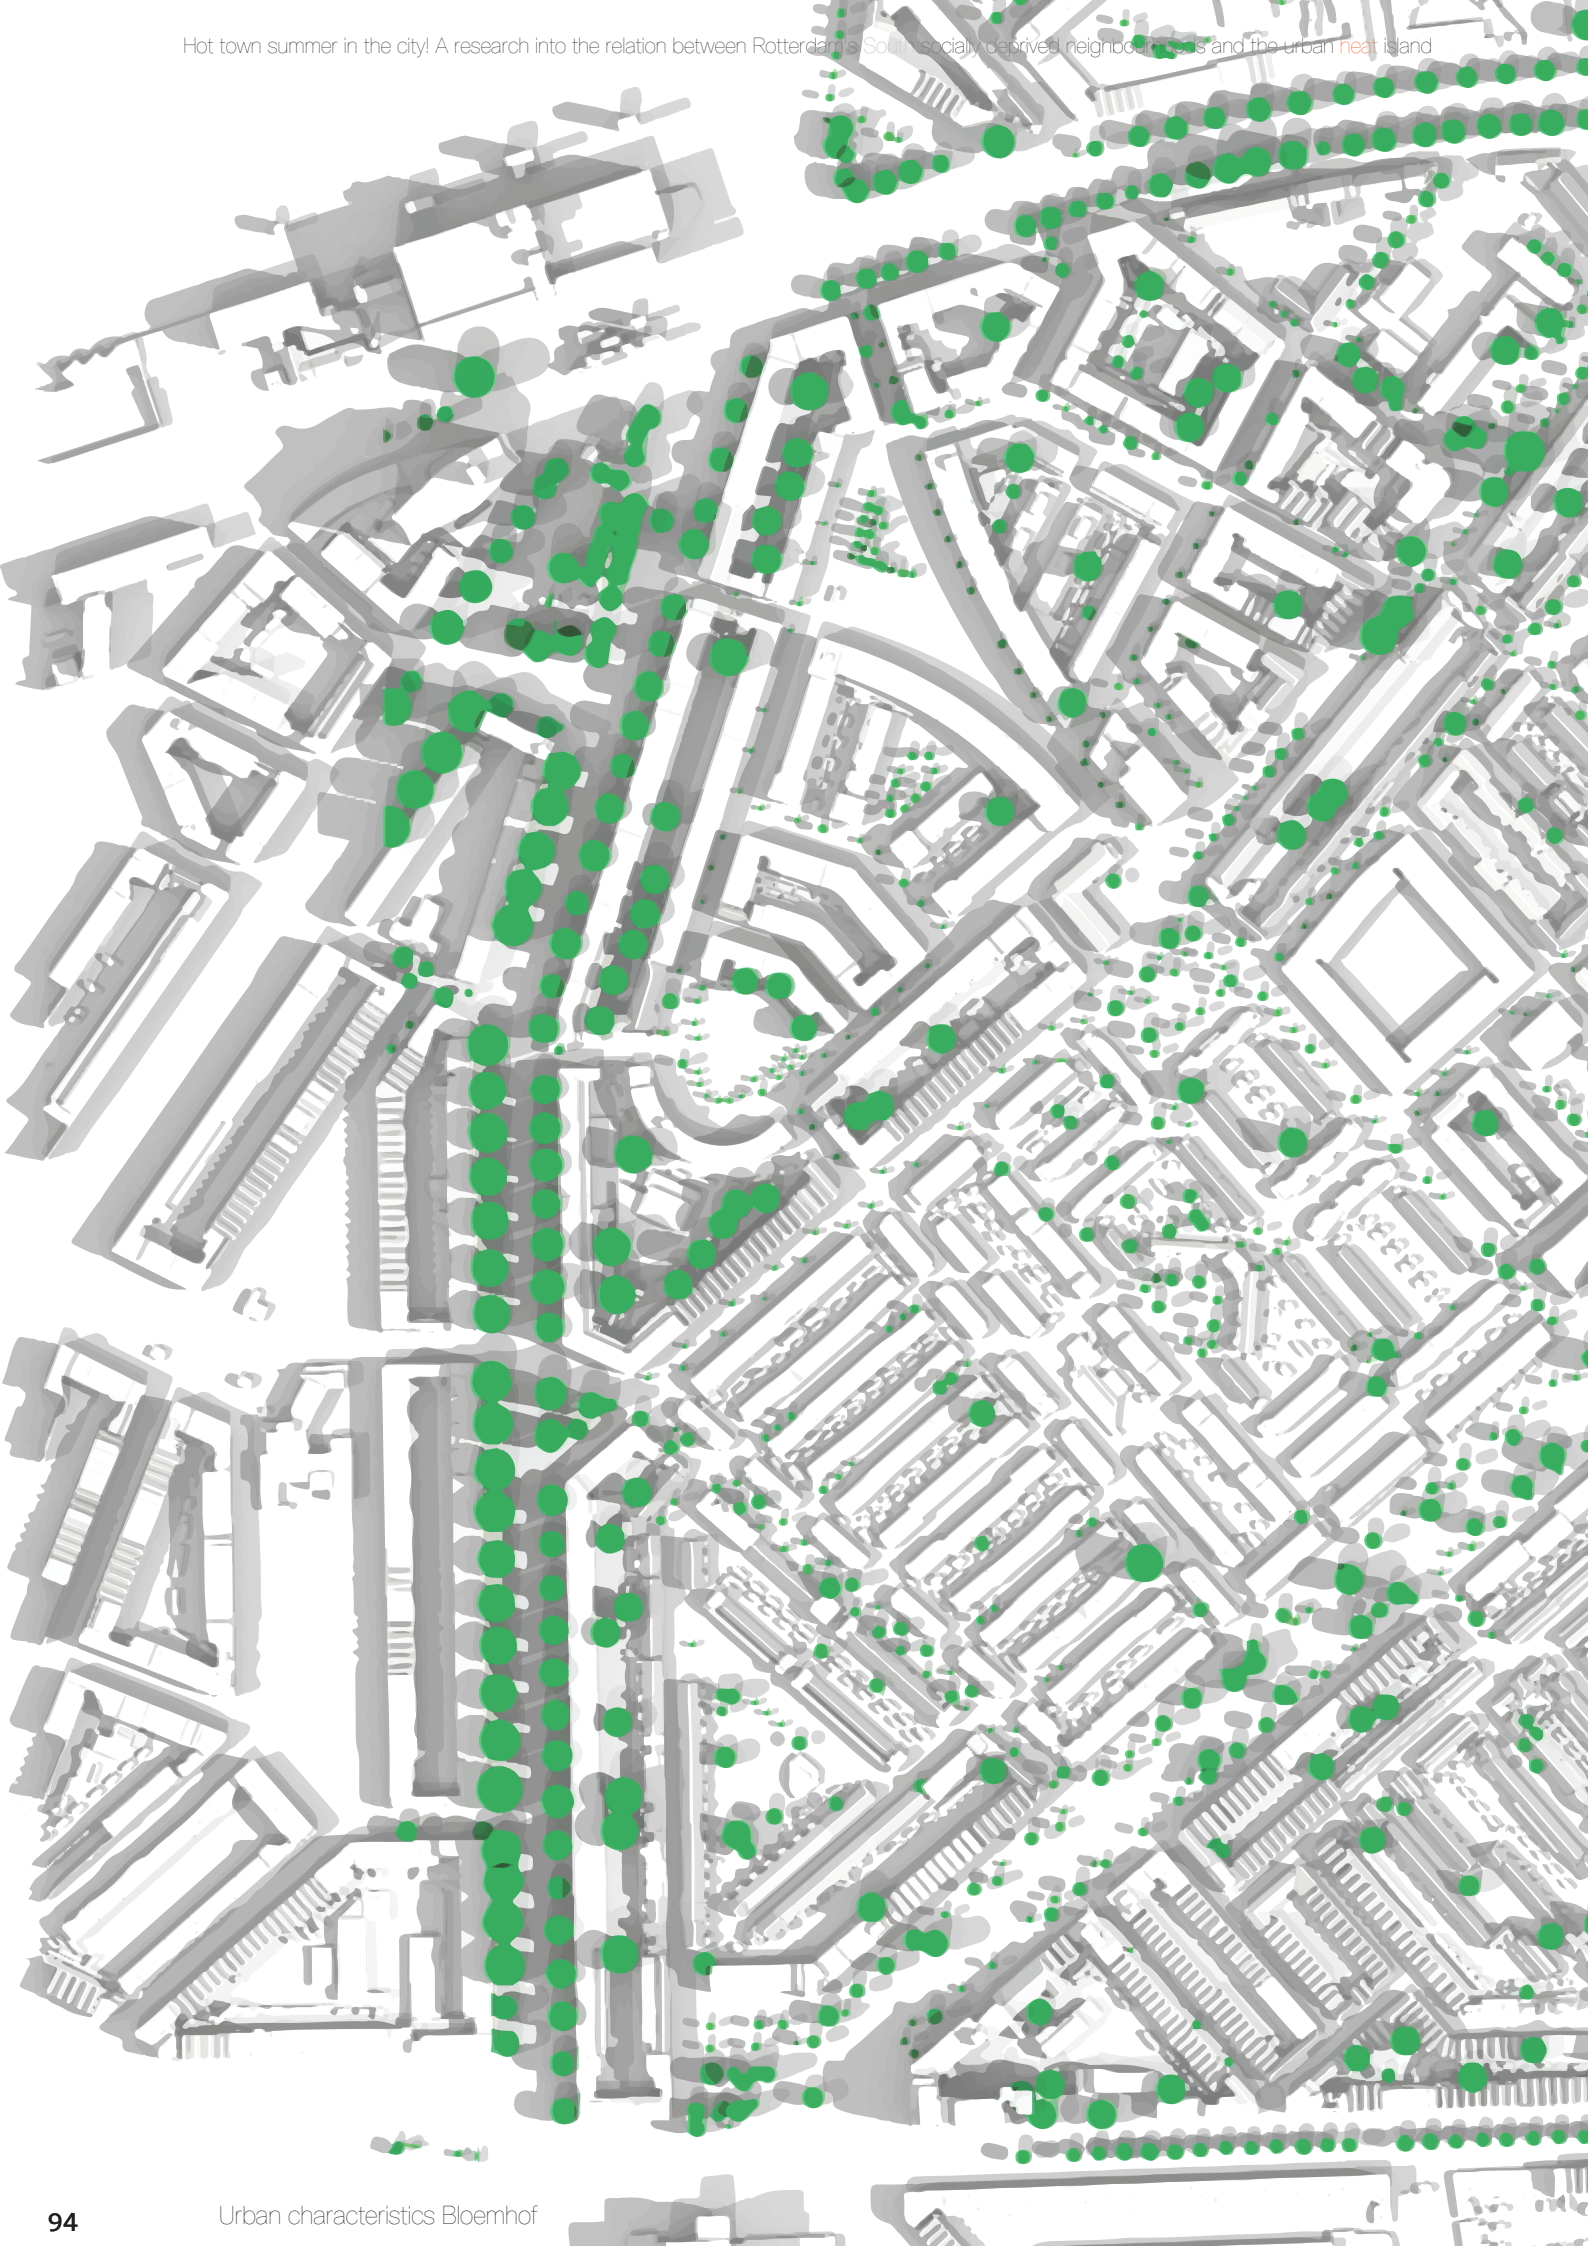 Hot town summer in the city! A research into the relation between Rotterdam's South socially deprived neighbourhoods and the urban heat island
94
Urban characteristics Bloemhof